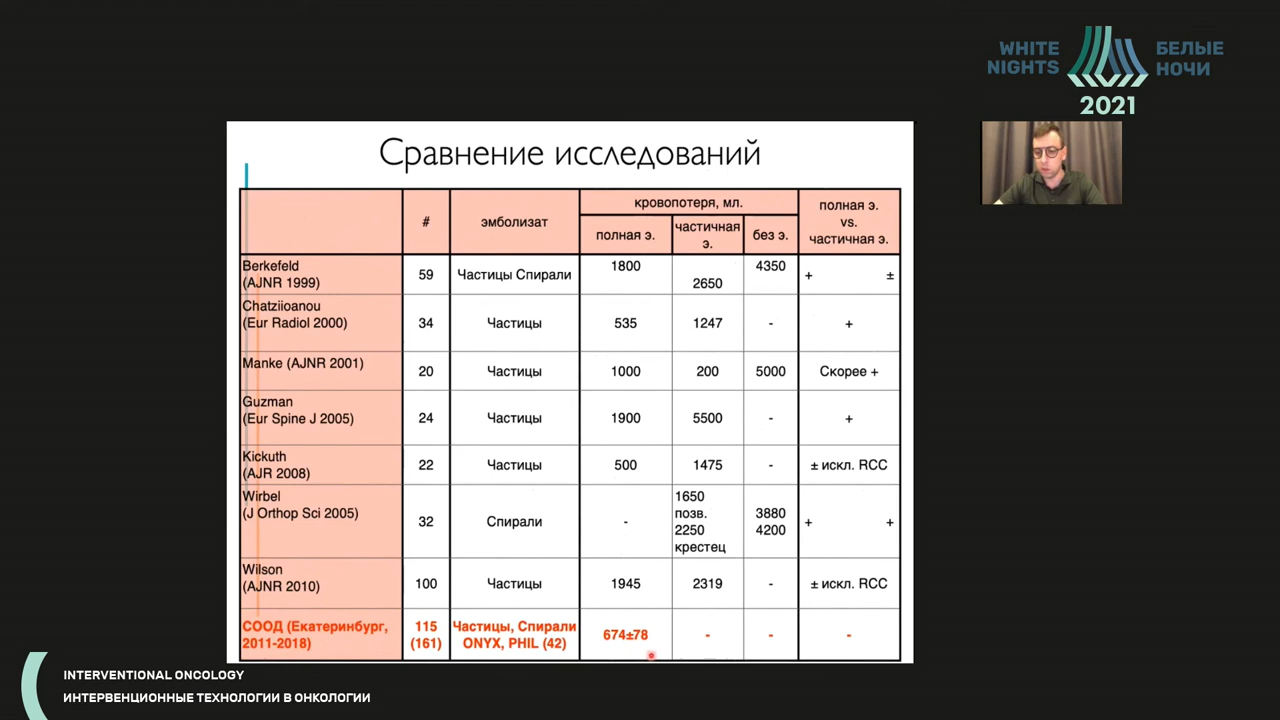 WHITE NIGHTS
БЕЛЫЕ НОЧИ
2021
Сравнение исследований
#
эмболизат
кровопотеря, мл.
полная э.
частичная э.
без э.
полная э. vs. частичная э.
Berkefeld (AJNR 1999) 59 Частицы Спирали 1800 2650 4350 + ±
Chatziioanou (Eur Radiol 2000) 34 Частицы 535 1247 - +
Manke (AJNR 2001) 20 Частицы 1000 200 5000 Скорее +
Guzman (Eur Spine J 2005) 24 Частицы 1900 5500 - +
Kickuth (AJR 2008) 22 Частицы 500 1475 - ± искл. RCC
Wirbel (J Orthop Sci 2005) 32 Спирали - 1650 позв. 2250 крестец 3880 4200 + +
Wilson (AJNR 2010) 100 Частицы 1945 2319 - ± искл. RCC
СООД (Екатеринбург, 2011-2018) 115 (161) Частицы, Спирали ONYX, PHIL (42) 674±78 - - -
INTERVENTIONAL ONCOLOGY
ИНТЕРВЕНЦИОННЫЕ ТЕХНОЛОГИИ В ОНКОЛОГИИ